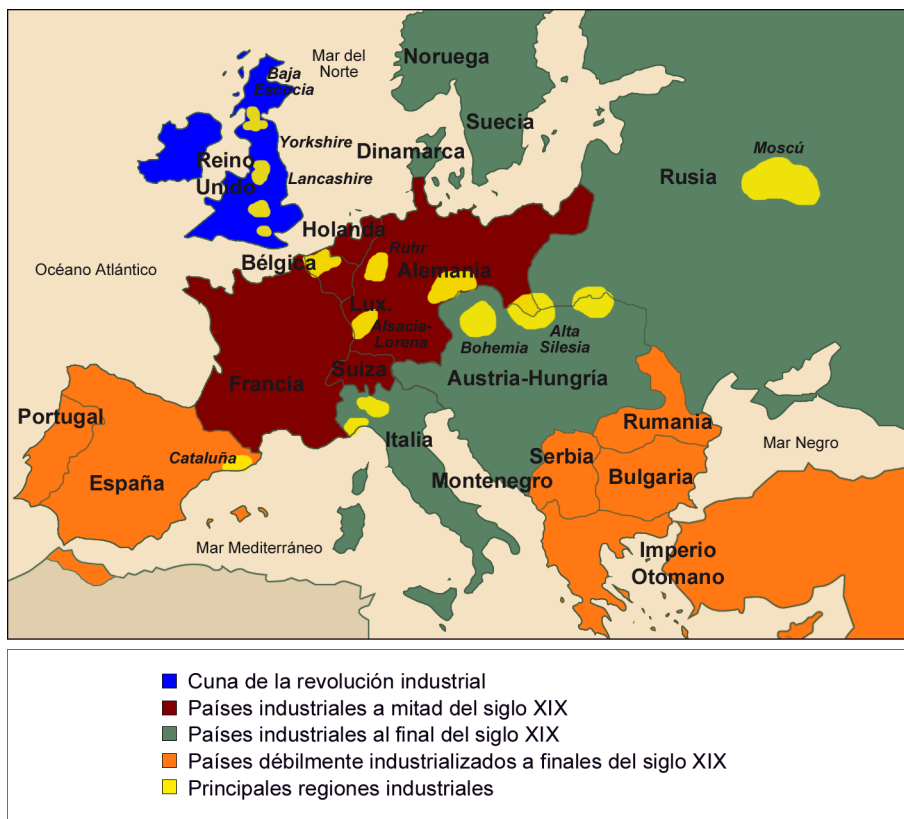 Mar del
Norte
Noruega
Baja
Escocia
Suecia
Yorkshire
Dinamarca
Moscú
Reino
Unido
Lancashire
Rusia
Holanda
Ruhr
Bélgica
Océano Atlántico
Alemania
Lux.
Alsacia-
Lorena
Bohemia
Alta
Silesia
Suiza
Francia
Austria-Hungría
Portugal
Rumania
Italia
Mar Negro
Cataluña
Serbia
España
Montenegro
Bulgaria
Mar Mediterráneo
Imperio
Otomano
Cuna de la revolución industrial
Países industriales a mitad del siglo XIX
Países industriales al final del siglo XIX
Países débilmente industrializados a finales del siglo XIX
Principales regiones industriales